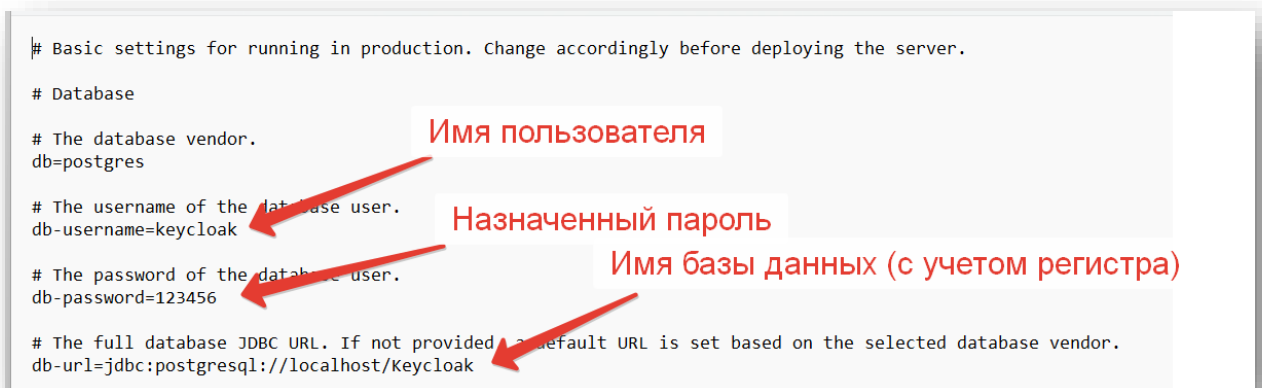 # Basic settings for running in production. Change accordingly before deploying the server.
# Database
Имя пользователя
# The database vendor.
db=postgres
# The username of the database user.
Назначенный пароль
db-username=keycloak
Имя базы данных (с учетом регистра)
# The password of the database user.
db-password=123456
# The full database JDBC URL. If not provided, a default URL is set based on the selected database vendor.
db-url=jdbc:postgresql://localhost/Keycloak